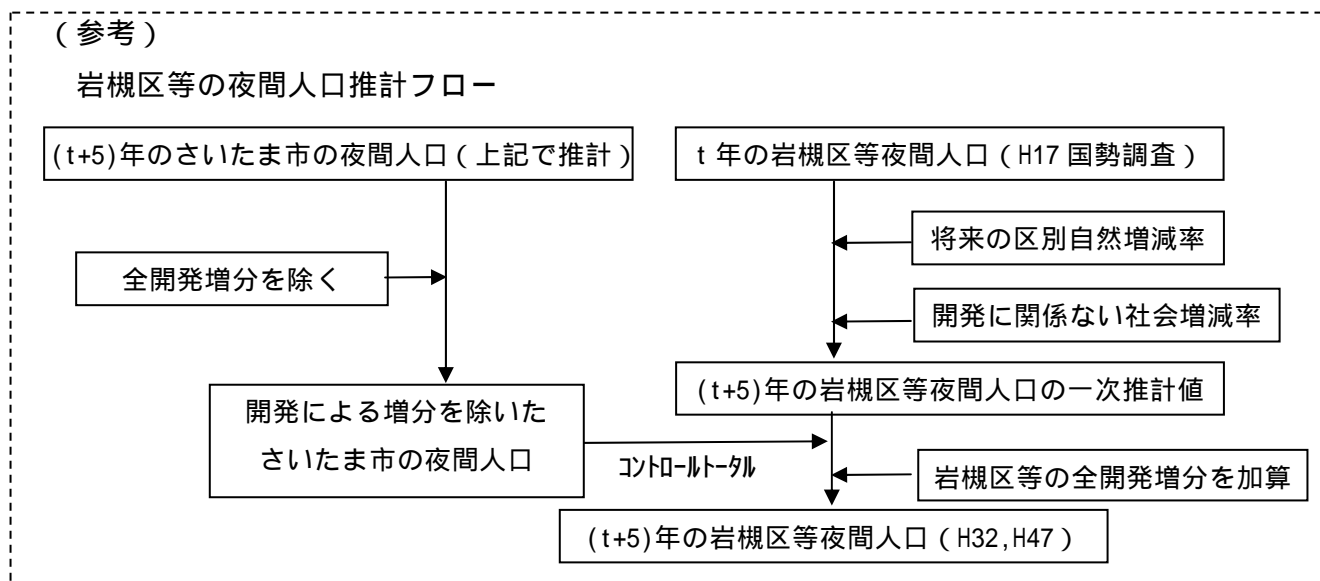 （参考）
岩槻区等の夜間人口推計フロー
(t+5)年のさいたま市の夜間人口（上記で推計）
t 年の岩槻区等夜間人口（H17 国勢調査）
将来の区別自然増減率
全開発増分を除く
開発に関係ない社会増減率
(t+5)年の岩槻区等夜間人口の一次推計値
開発による増分を除いた
さいたま市の夜間人口
ｺﾝﾄﾛｰﾙﾄｰﾀﾙ
岩槻区等の全開発増分を加算
(t+5)年の岩槻区等夜間人口（H32,H47）